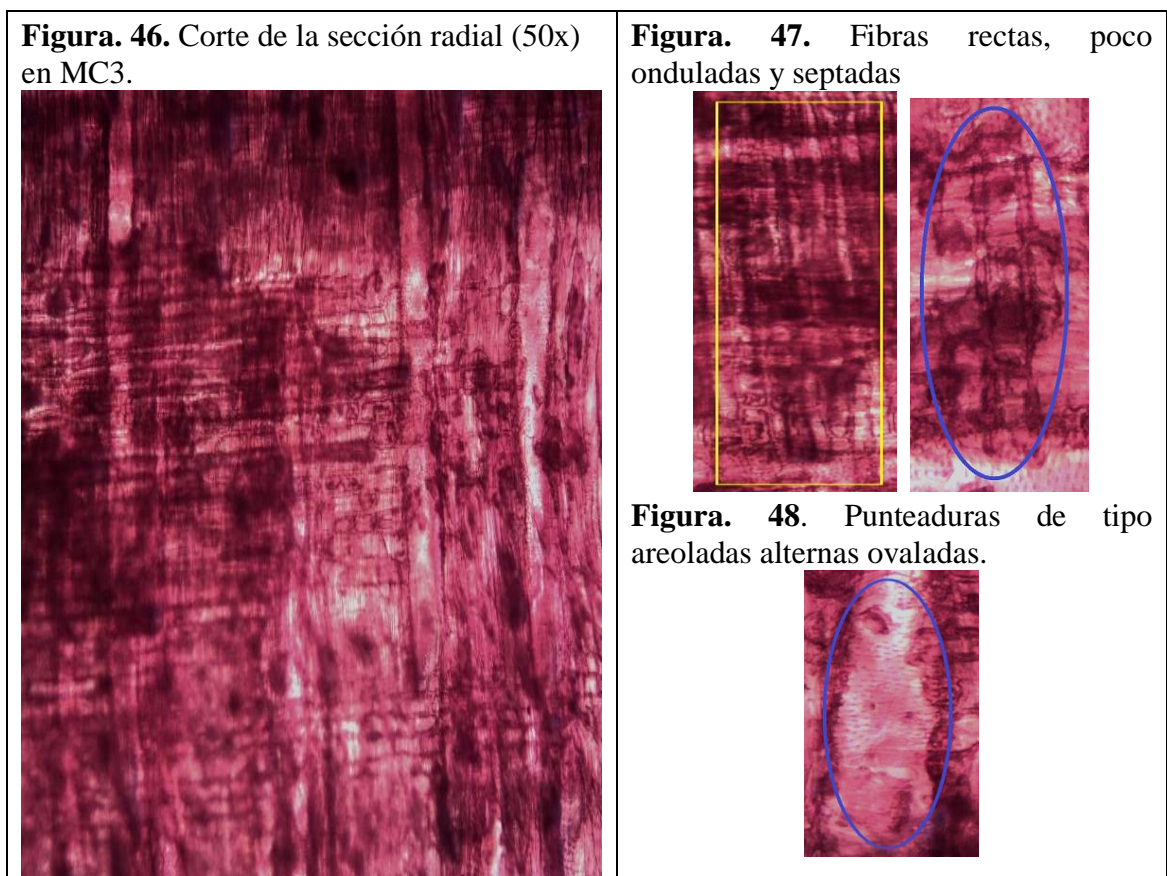 Figura. 46. Corte de la sección radial (50x)
en MC3.
Figura. 47. Fibras rectas, poco
onduladas y septadas
Figura. 48. Punteaduras de tipo
areoladas alternas ovaladas.